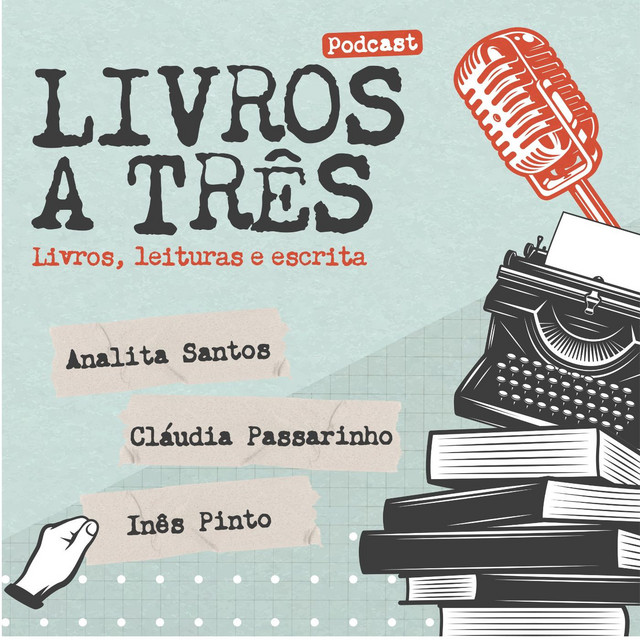 Podcast
LIVROS
A TRÊS
Livros, leituras e escrita
Analita Santos
Cláudia Passarinho
Inês Pinto